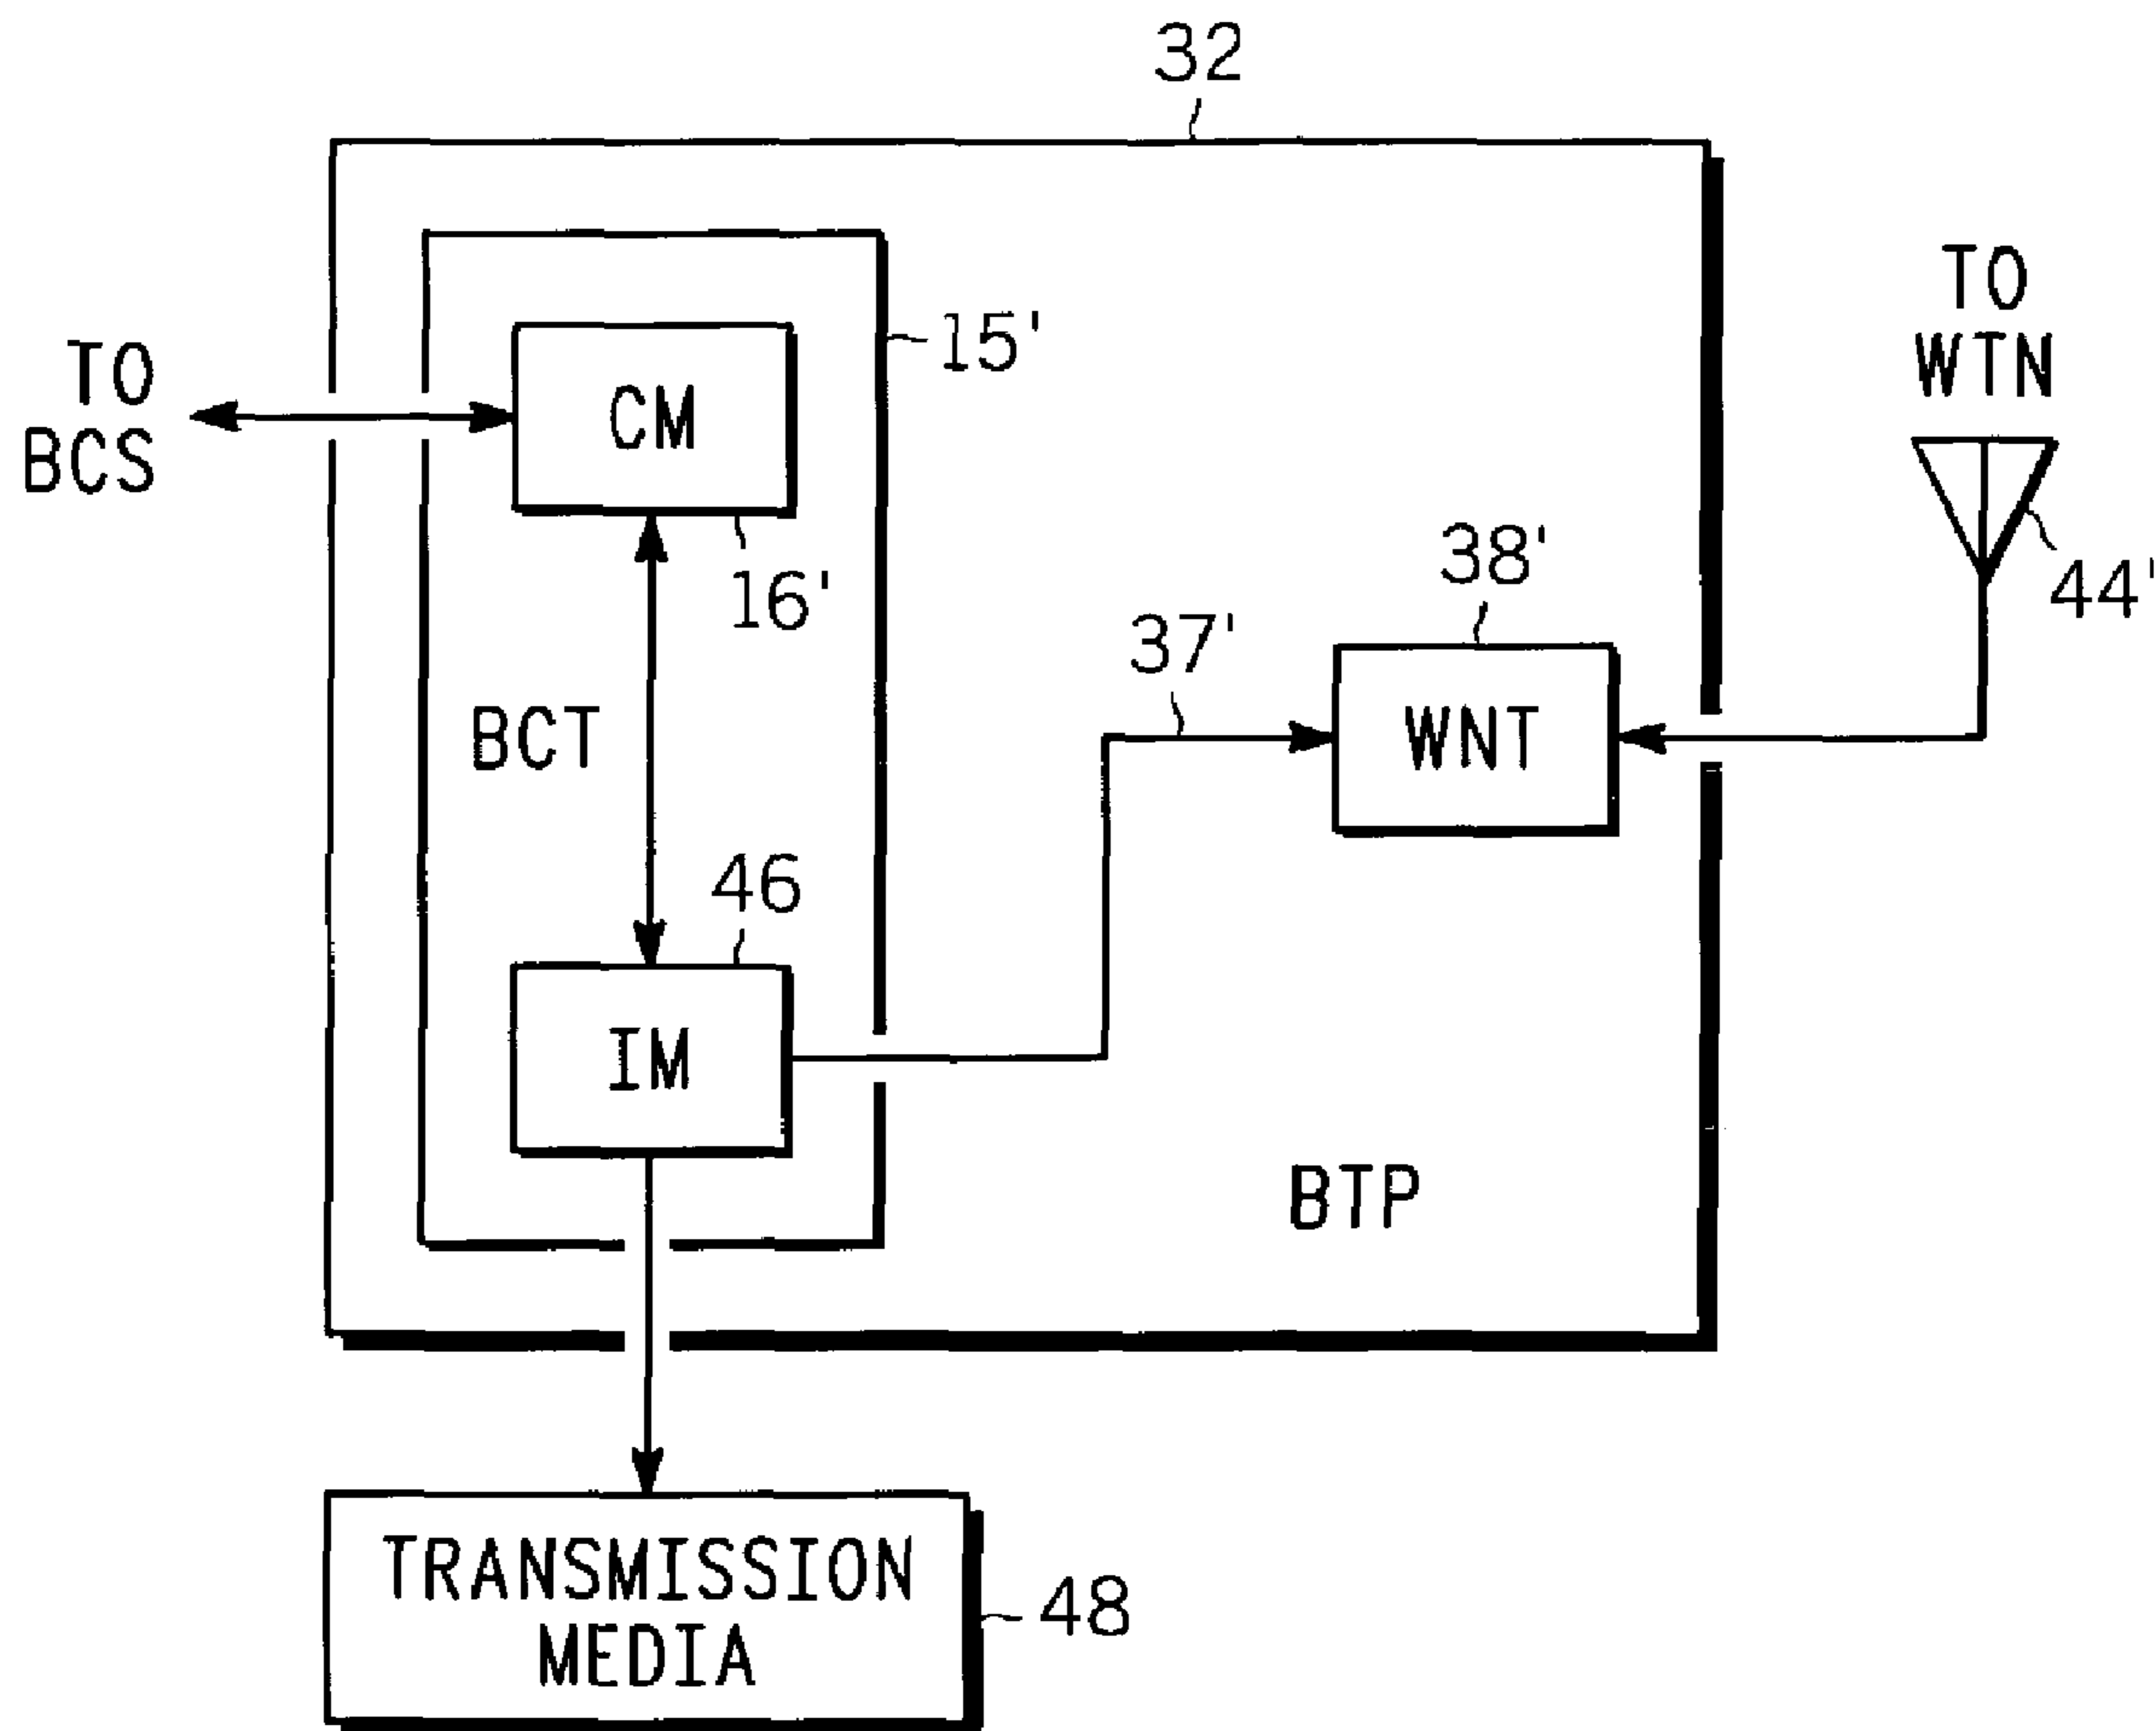 32
TO
WTN
15'
TO
BCS
CM
38'
44'
16'
37'
BCT
WNT
46
IM
BTP
TRANSMISSION
MEDIA
48